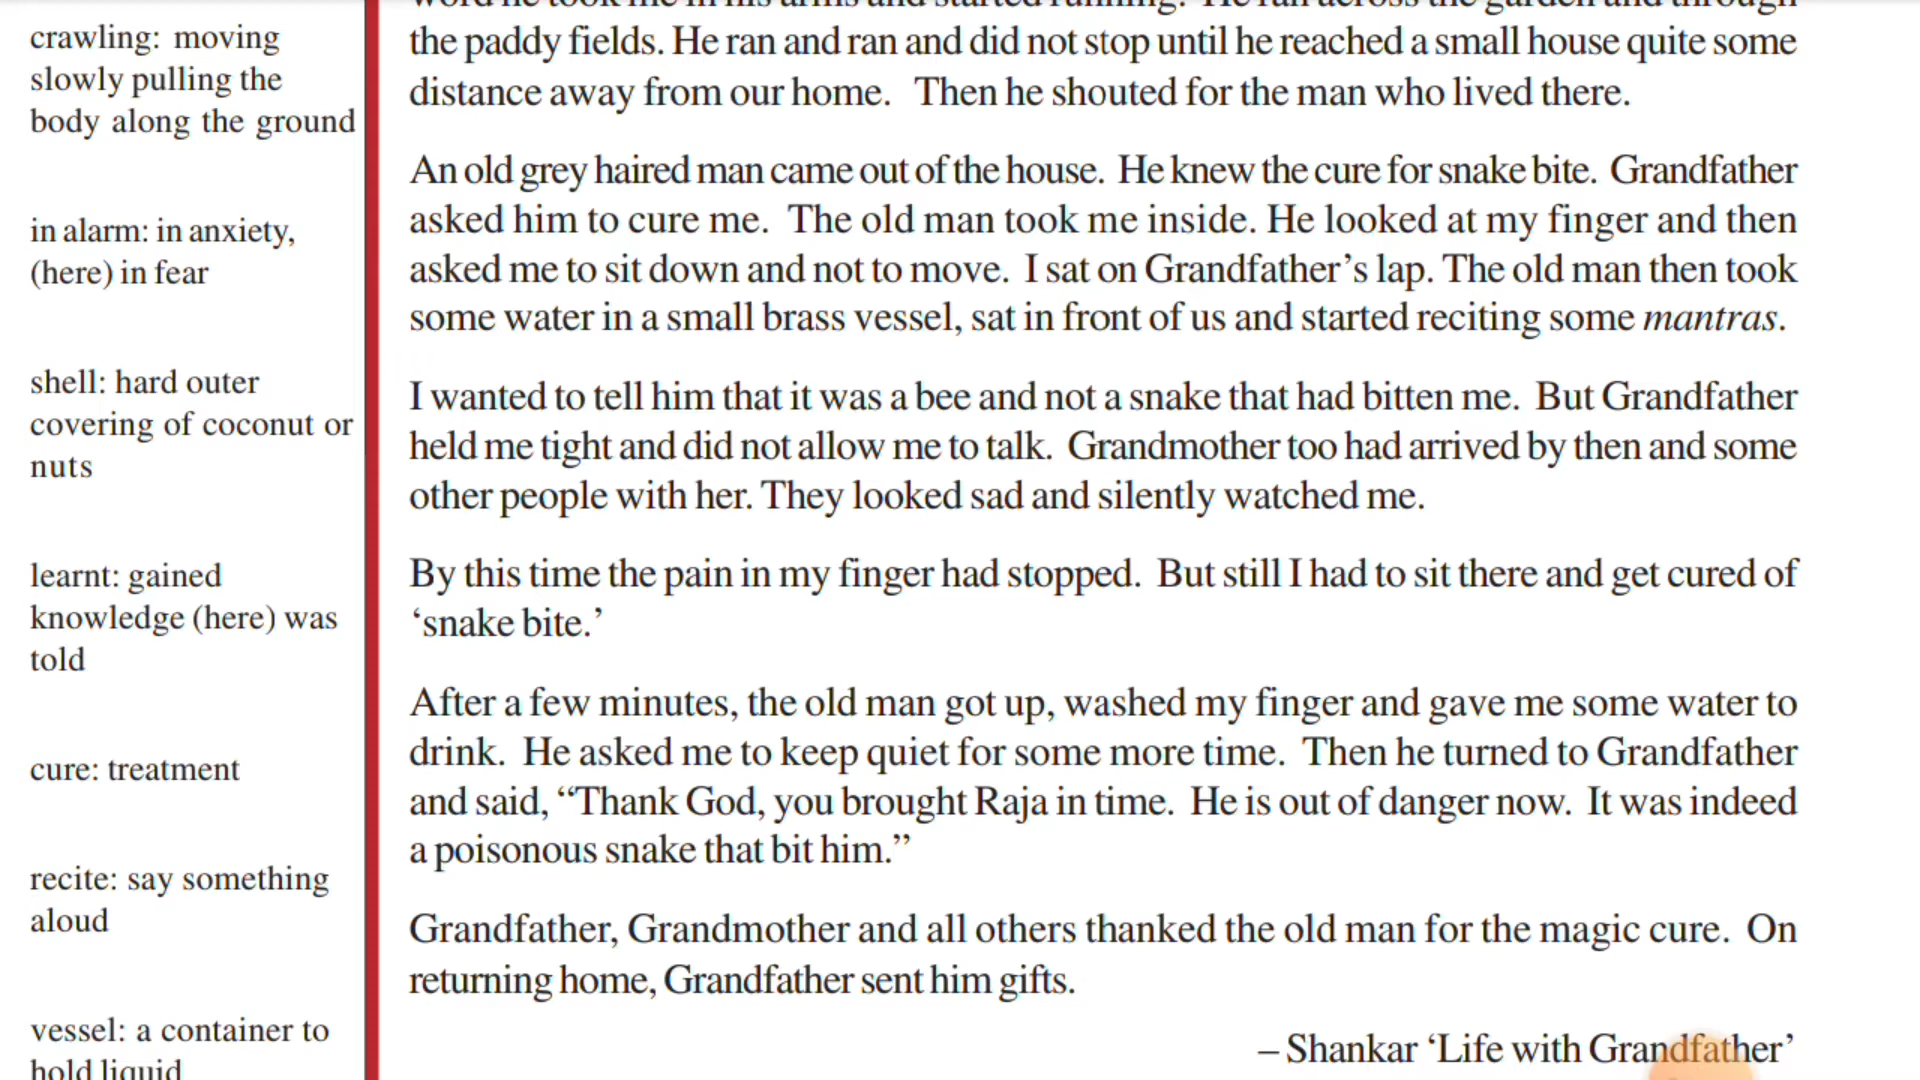 crawling: moving
slowly pulling the
body along the ground
in alarm: in anxiety,
(here) in fear
shell: hard outer
covering of coconut or
nuts
learnt: gained
knowledge (here) was
told
cure: treatment
recite: say something
aloud
vessel: a container to
hold liquid
word he took me in his arms and started running. He ran across the garden and through
the paddy fields. He ran and ran and did not stop until he reached a small house quite some
distance away from our home. Then he shouted for the man who lived there.
An old grey haired man came out of the house. He knew the cure for snake bite. Grandfather
asked him to cure me. The old man took me inside. He looked at my finger and then
asked me to sit down and not to move. I sat on Grandfather’s lap. The old man then took
some water in a small brass vessel, sat in front of us and started reciting some mantras.
I wanted to tell him that it was a bee and not a snake that had bitten me. But Grandfather
held me tight and did not allow me to talk. Grandmother too had arrived by then and some
other people with her. They looked sad and silently watched me.
By this time the pain in my finger had stopped. But still I had to sit there and get cured of
‘snake bite.’
After a few minutes, the old man got up, washed my finger and gave me some water to
drink. He asked me to keep quiet for some more time. Then he turned to Grandfather
and said, “Thank God, you brought Raja in time. He is out of danger now. It was indeed
a poisonous snake that bit him.”
Grandfather, Grandmother and all others thanked the old man for the magic cure. On
returning home, Grandfather sent him gifts.
– Shankar ‘Life with Grandfather’